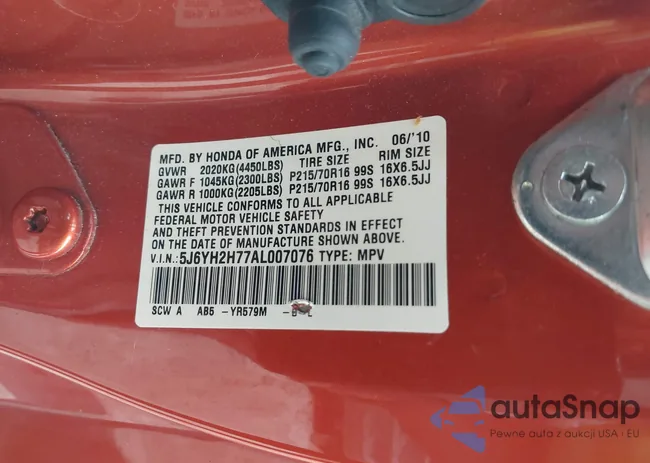 MFD. BY HONDA OF AMERICA MFG., INC. 06/'10
GVWR 2020KG(4450LBS) TIRE SIZE RIM SIZE
GAWR F 1045KG(2300LBS) P215/70R16 99S 16X6.5JJ
GAWR R 1000KG(2205LBS) P215/70R16 99S 16X6.5JJ
THIS VEHICLE CONFORMS TO ALL APPLICABLE
FEDERAL MOTOR VEHICLE SAFETY
AND THEFT PREVENTION STANDARDS IN EFFECT
ON THE DATE OF MANUFACTURE SHOWN ABOVE.
V.I.N.: 5J6YH2H77AL007076 TYPE: MPV
SCW A AB5 -YR579M
autoSnap
Pewne auta z aukcji USA i EU